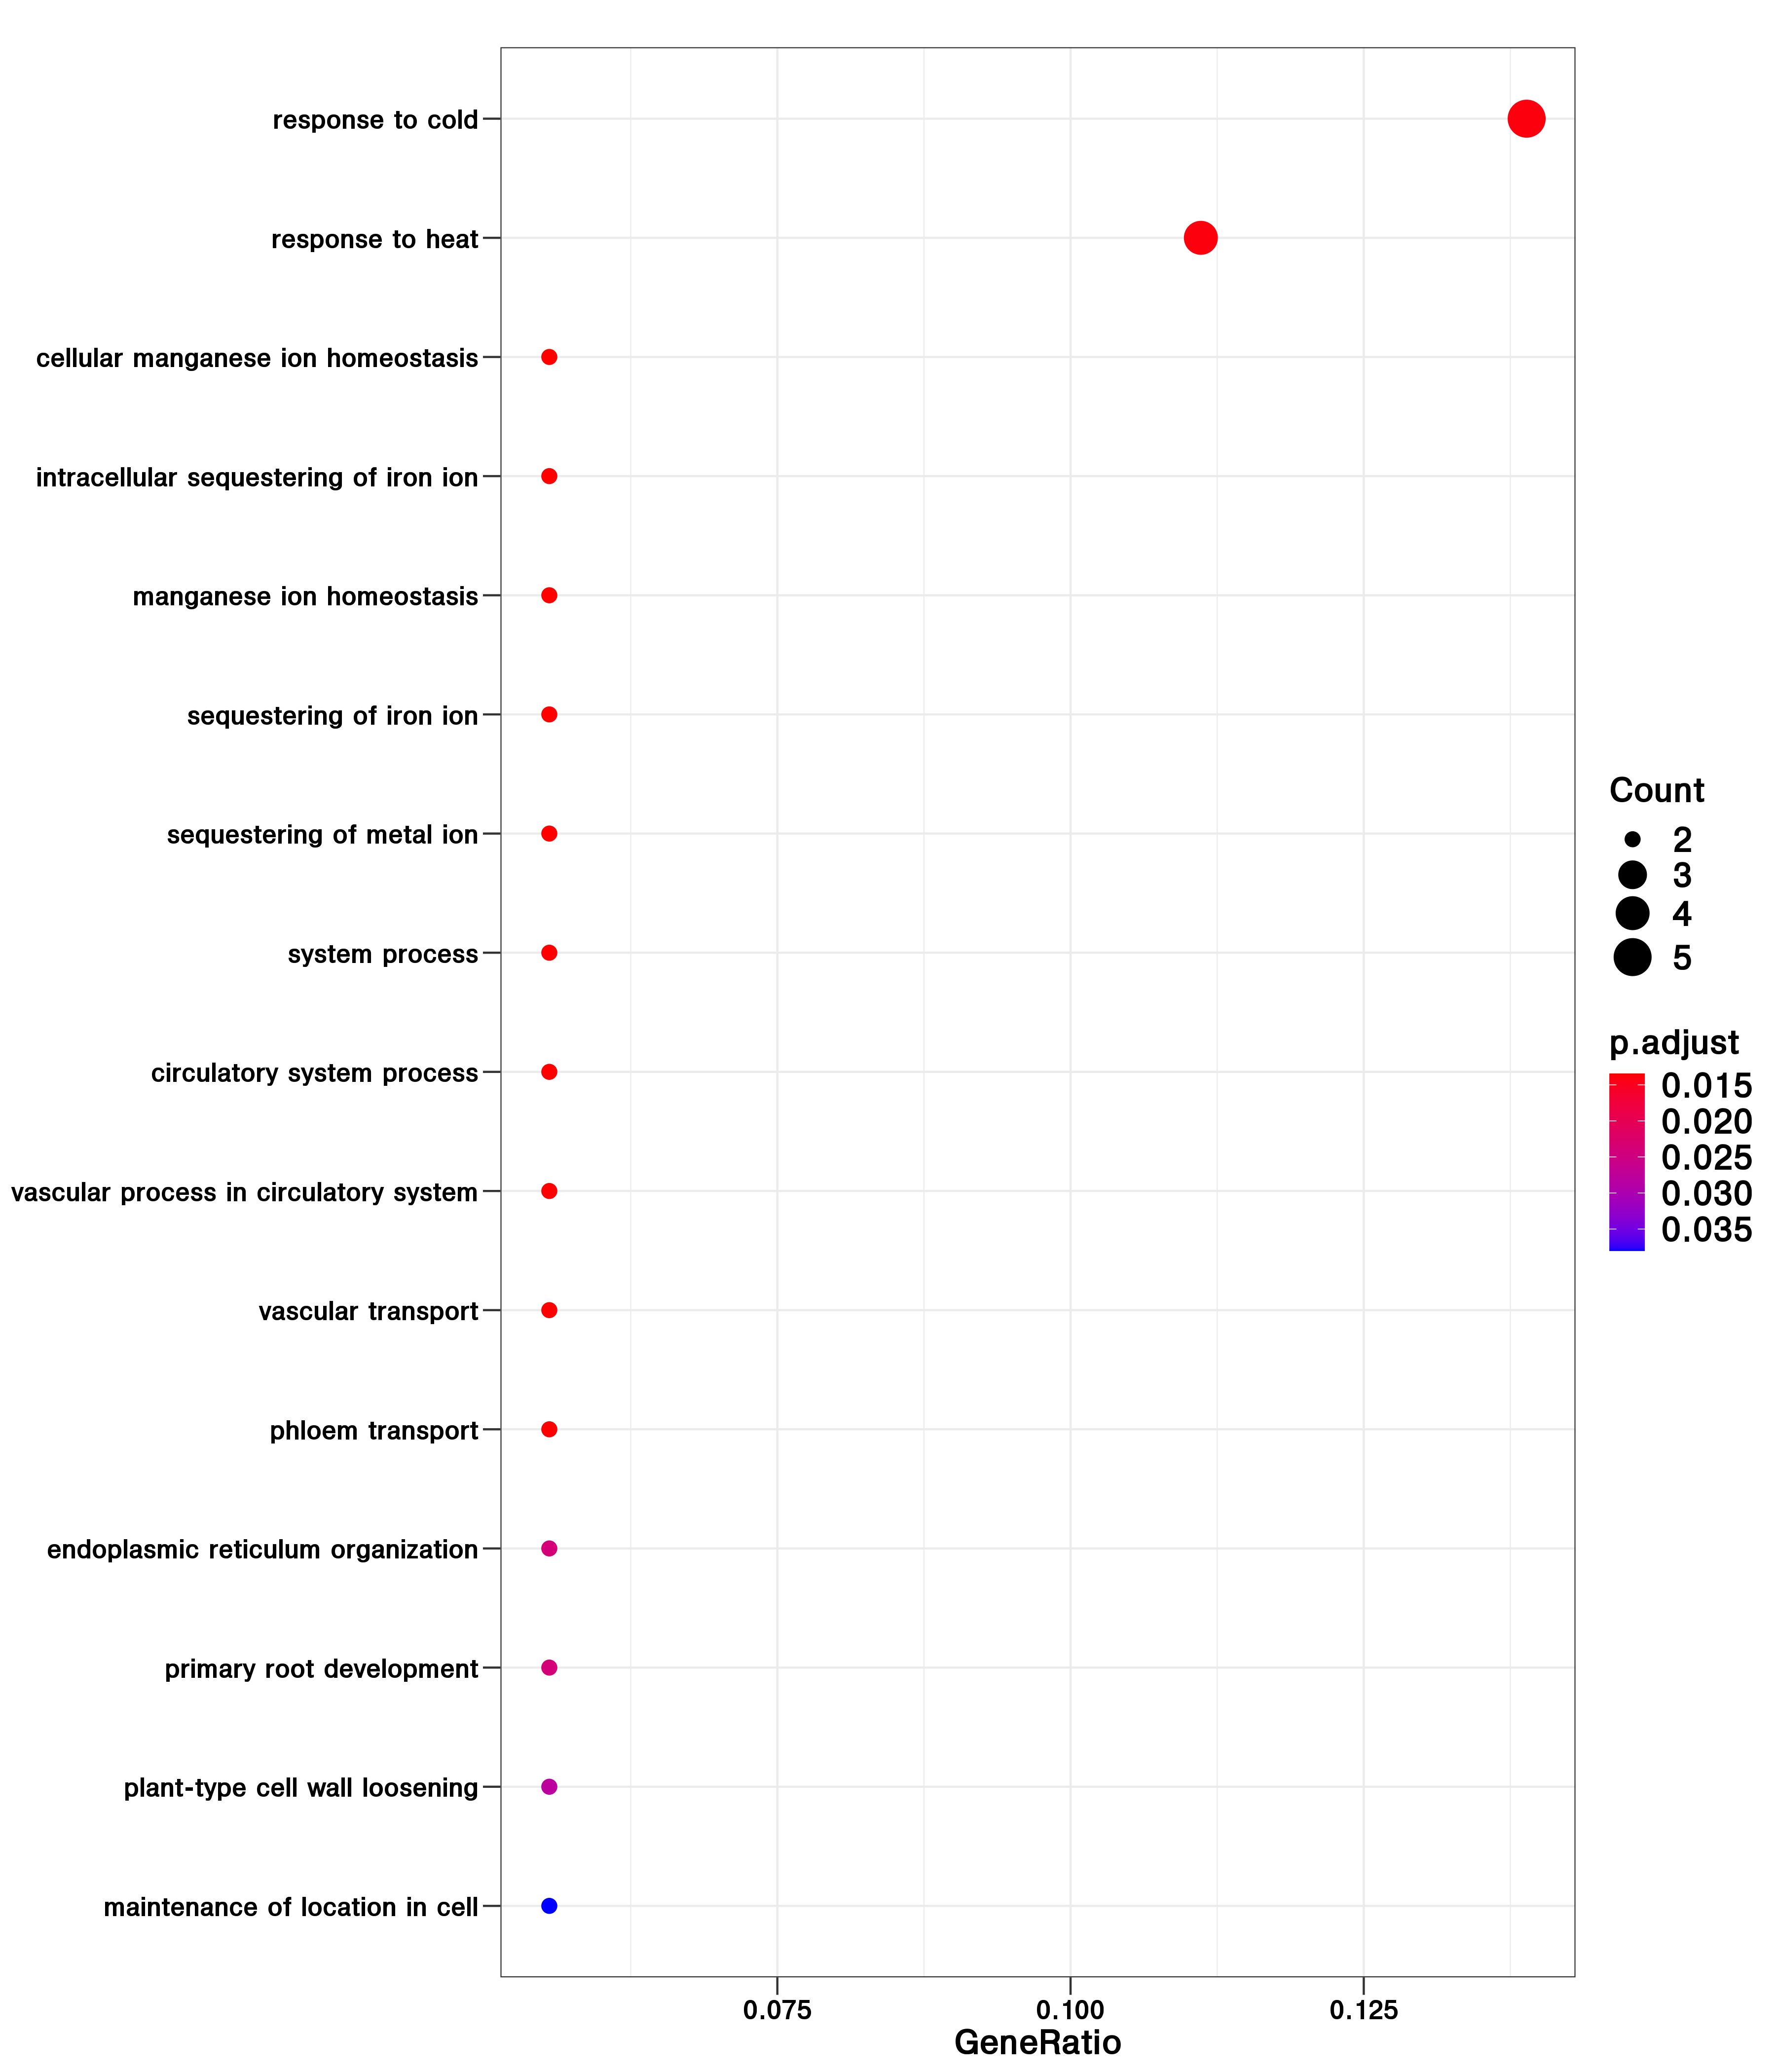 response to cold
response to heat
cellular manganese ion homeostasis
intracellular sequestering of iron ion
manganese ion homeostasis
sequestering of iron ion
sequestering of metal ion
system process
circulatory system process
vascular process in circulatory system
vascular transport
phloem transport
endoplasmic reticulum organization
primary root development
plant-type cell wall loosening
maintenance of location in cell
0.075 0.100 0.125
GeneRatio
Count
2
3
4
5
p.adjust
0.015
0.020
0.025
0.030
0.035